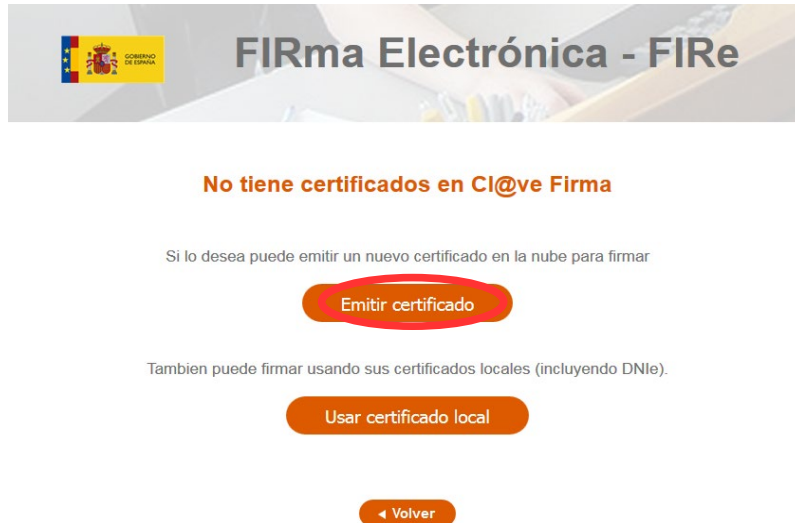 GOBIERNO
DE ESPAÑA
FIRma Electrónica - FIRe
No tiene certificados en Cl@ve Firma
Si lo desea puede emitir un nuevo certificado en la nube para firmar
Emitir certificado
Tambien puede firmar usando sus certificados locales (incluyendo DNIe).
Usar certificado local
◄ Volver